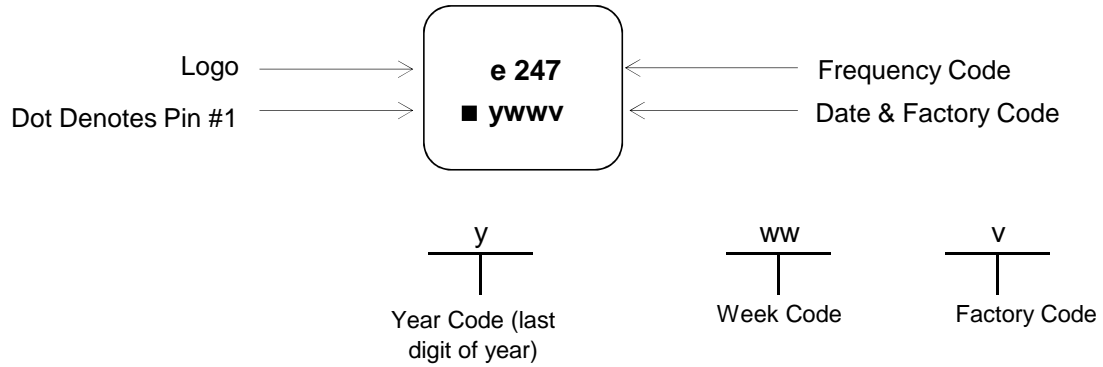 Logo
e 247
Frequency Code
Dot Denotes Pin #1
■ ywwv
Date & Factory Code
y
ww
v
Year Code (last
digit of year)
Week Code
Factory Code